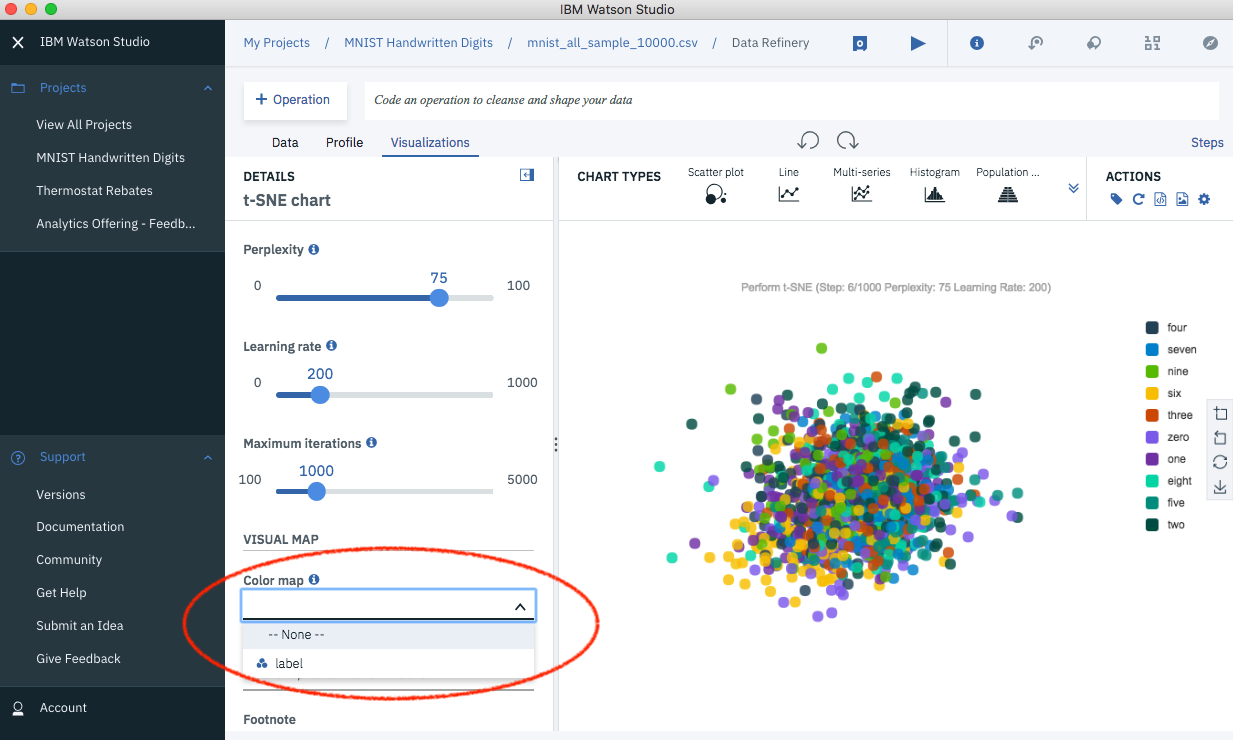 IBM Watson Studio
IBM Watson Studio
My Projects / MNIST Handwritten Digits / mnist_all_sample_10000.csv / Data Refinery
Projects
View All Projects
MNIST Handwritten Digits
Thermostat Rebates
Analytics Offering - Feedb...
Support
Versions
Documentation
Community
Get Help
Submit an Idea
Give Feedback
Account
+ Operation
Code an operation to cleanse and shape your data
Data Profile Visualizations
Steps
DETAILS
t-SNE chart
Perplexity
75
0 100
Learning rate
200
0 1000
Maximum iterations
1000
100 5000
VISUAL MAP
Color map
-- None --
label
Footnote
CHART TYPES
Scatter plot Line Multi-series Histogram Population ...
ACTIONS
Perform t-SNE (Step: 6/1000 Perplexity: 75 Learning Rate: 200)
four
seven
nine
six
three
zero
one
eight
five
two